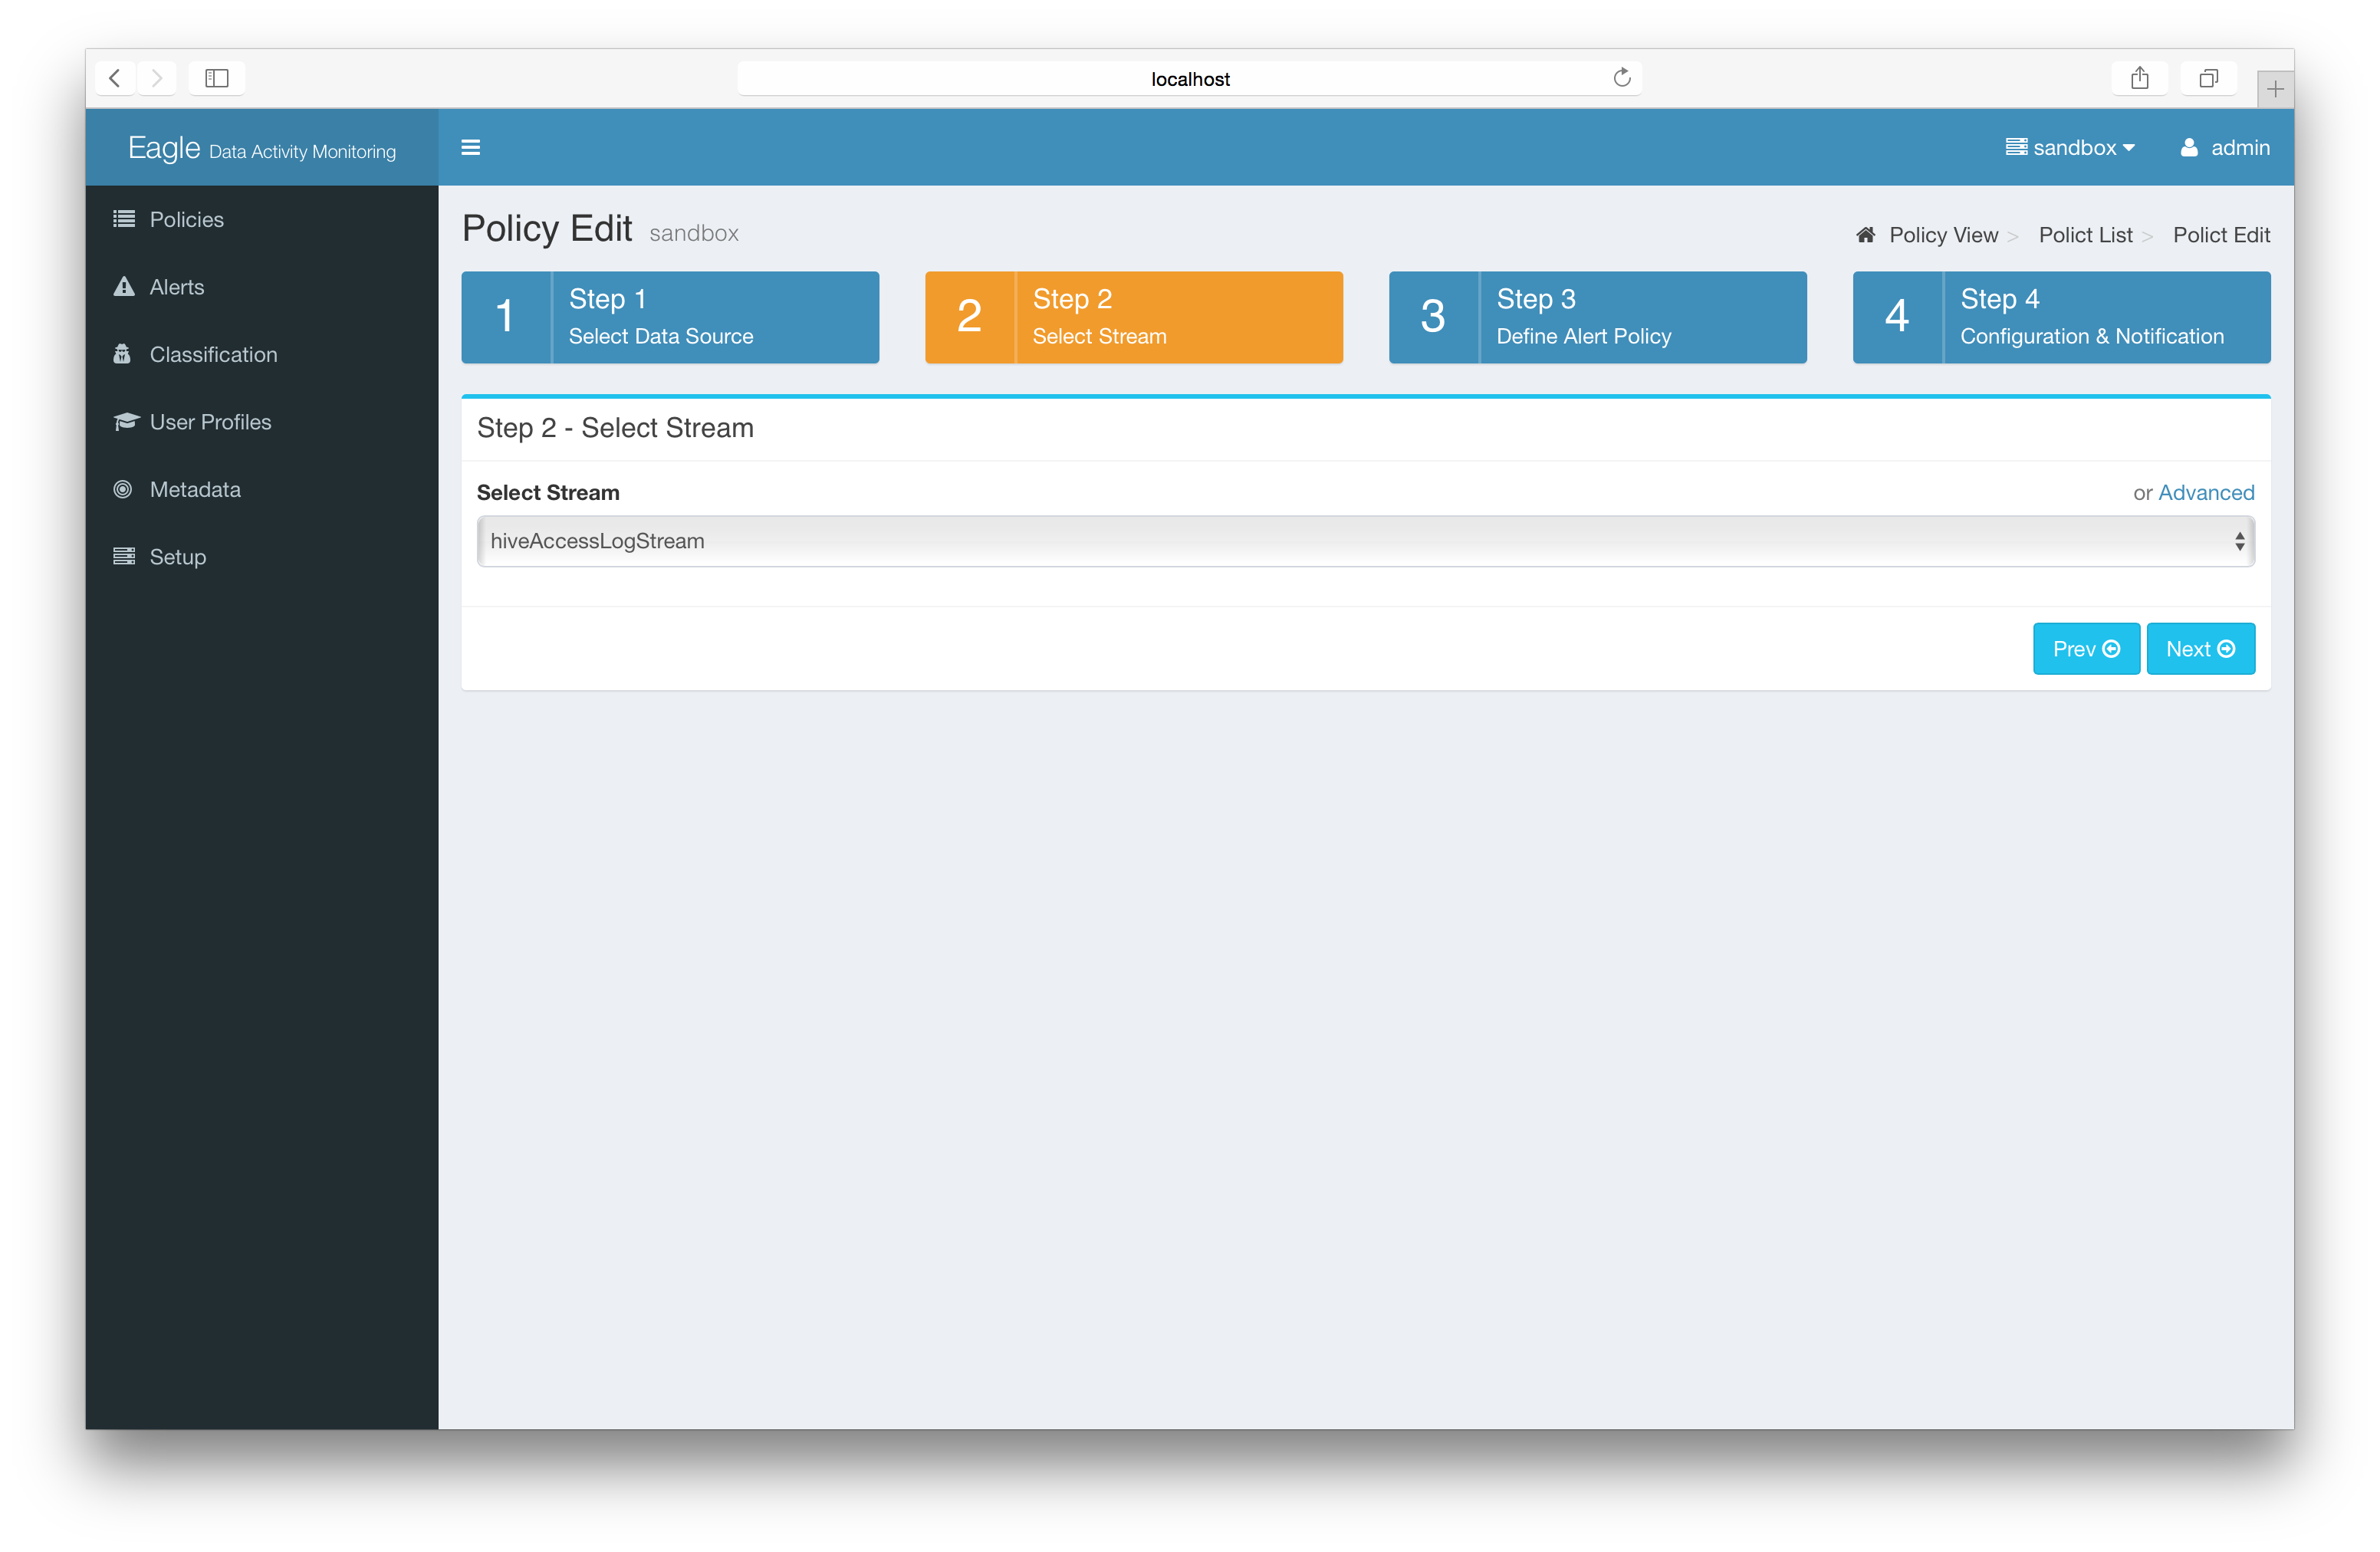 localhost
Eagle Data Activity Monitoring
sandbox
admin
Policies
Alerts
Classification
User Profiles
Metadata
Setup
Policy Edit sandbox
Policy View > Polict List > Polict Edit
1
Step 1
Select Data Source
2
Step 2
Select Stream
3
Step 3
Define Alert Policy
4
Step 4
Configuration & Notification
Step 2 - Select Stream
Select Stream
or Advanced
hiveAccessLogStream
Prev
Next